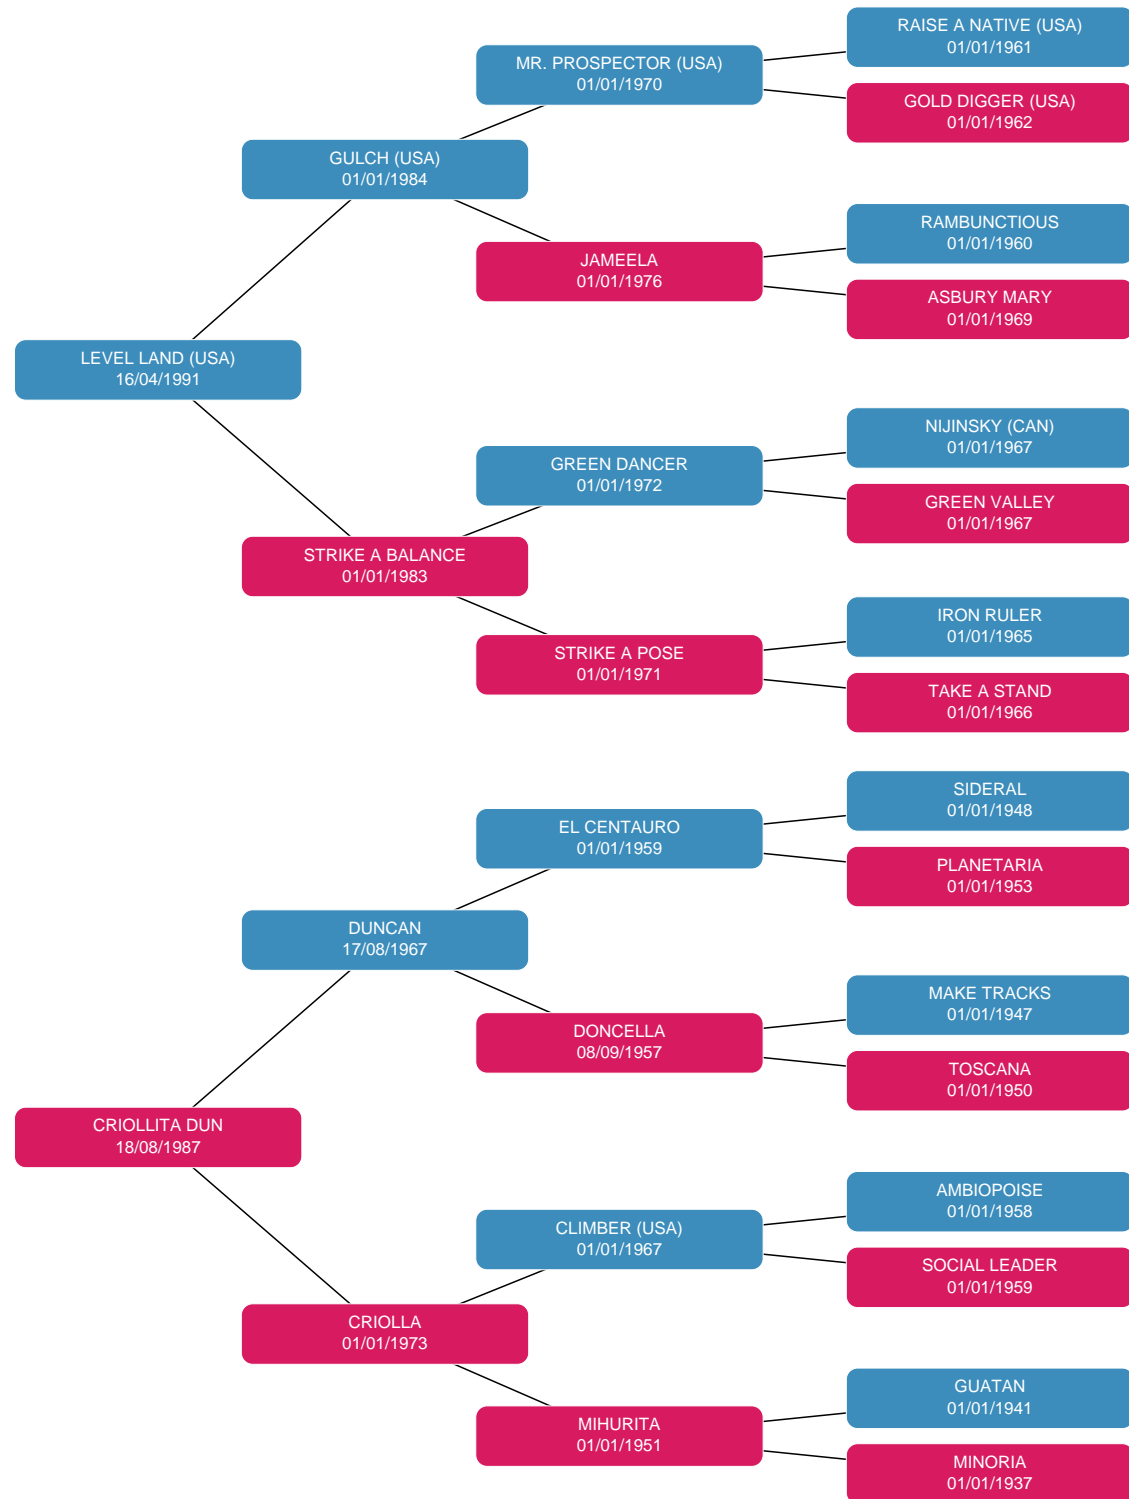 RAISE A NATIVE (USA)
01/01/1961
MR. PROSPECTOR (USA)
01/01/1970
GOLD DIGGER (USA)
01/01/1962
GULCH (USA)
01/01/1984
RAMBUNCTIOUS
01/01/1960
JAMEELA
01/01/1976
ASBURY MARY
01/01/1969
LEVEL LAND (USA)
16/04/1991
NIJINSKY (CAN)
01/01/1967
GREEN DANCER
01/01/1972
GREEN VALLEY
01/01/1967
STRIKE A BALANCE
01/01/1983
IRON RULER
01/01/1965
STRIKE A POSE
01/01/1971
TAKE A STAND
01/01/1966
SIDERAL
01/01/1948
EL CENTAURO
01/01/1959
PLANETARIA
01/01/1953
DUNCAN
17/08/1967
MAKE TRACKS
01/01/1947
DONCELLA
08/09/1957
TOSCANA
01/01/1950
CRIOLLITA DUN
18/08/1987
AMBIOPOISE
01/01/1958
CLIMBER (USA)
01/01/1967
SOCIAL LEADER
01/01/1959
CRIOLLA
01/01/1973
GUATAN
01/01/1941
MIHURITA
01/01/1951
MINORIA
01/01/1937